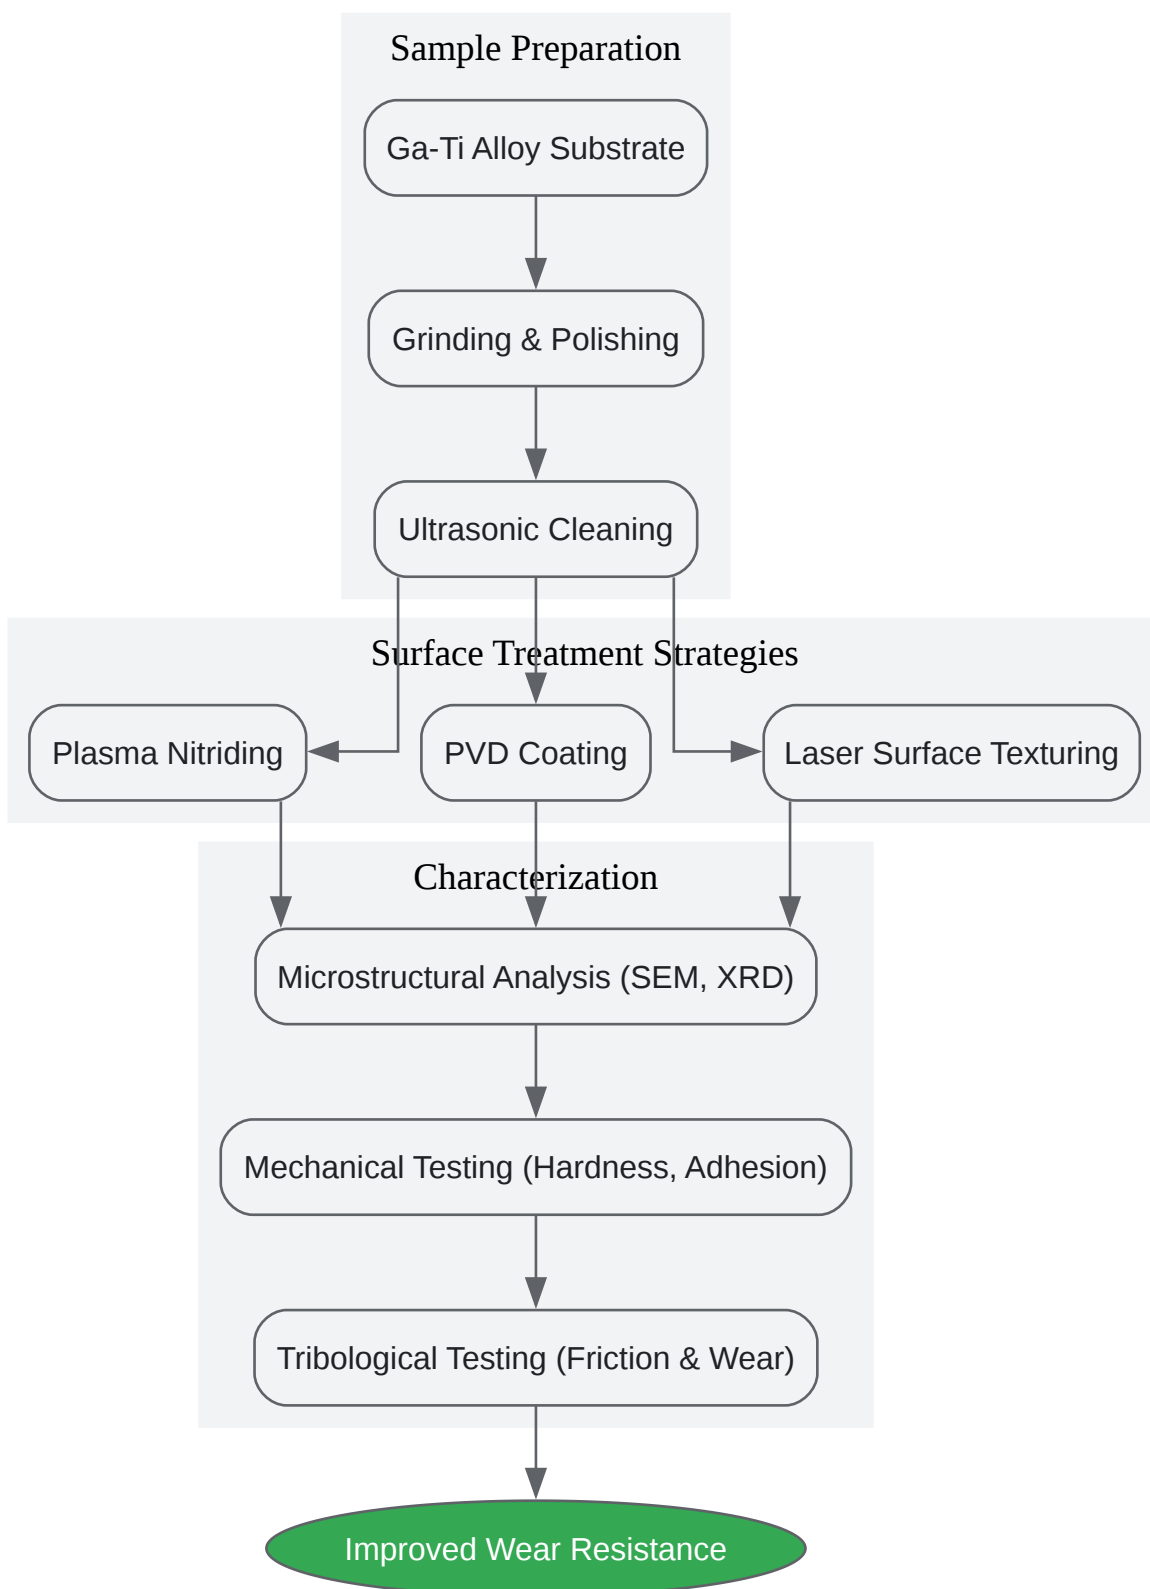 Sample Preparation
Ga-Ti Alloy Substrate
Grinding & Polishing
Ultrasonic Cleaning
Surface Treatment Strategies
Plasma Nitriding
PVD Coating
Laser Surface Texturing
Characterization
Microstructural Analysis (SEM, XRD)
Mechanical Testing (Hardness, Adhesion)
Tribological Testing (Friction & Wear)
Improved Wear Resistance